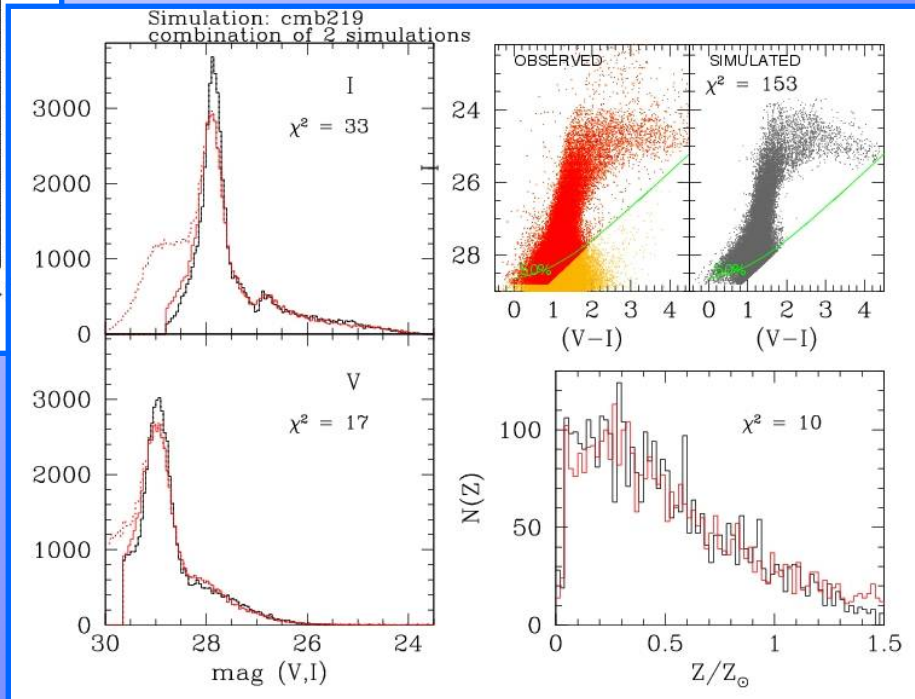 Simulation: cmb219
combination of 2 simulations
I
χ² = 33
3000
2000
1000
0
V
χ² = 17
3000
2000
1000
0
30 28 26 24
mag (V,I)
OBSERVED
SIMULATED
χ² = 153
I
24
26
28
50%
50%
0 1 2 3 4
0 1 2 3 4
(V−I)
(V−I)
χ² = 10
N(Z)
100
50
0
0 0.5 1 1.5
Z/Z☉